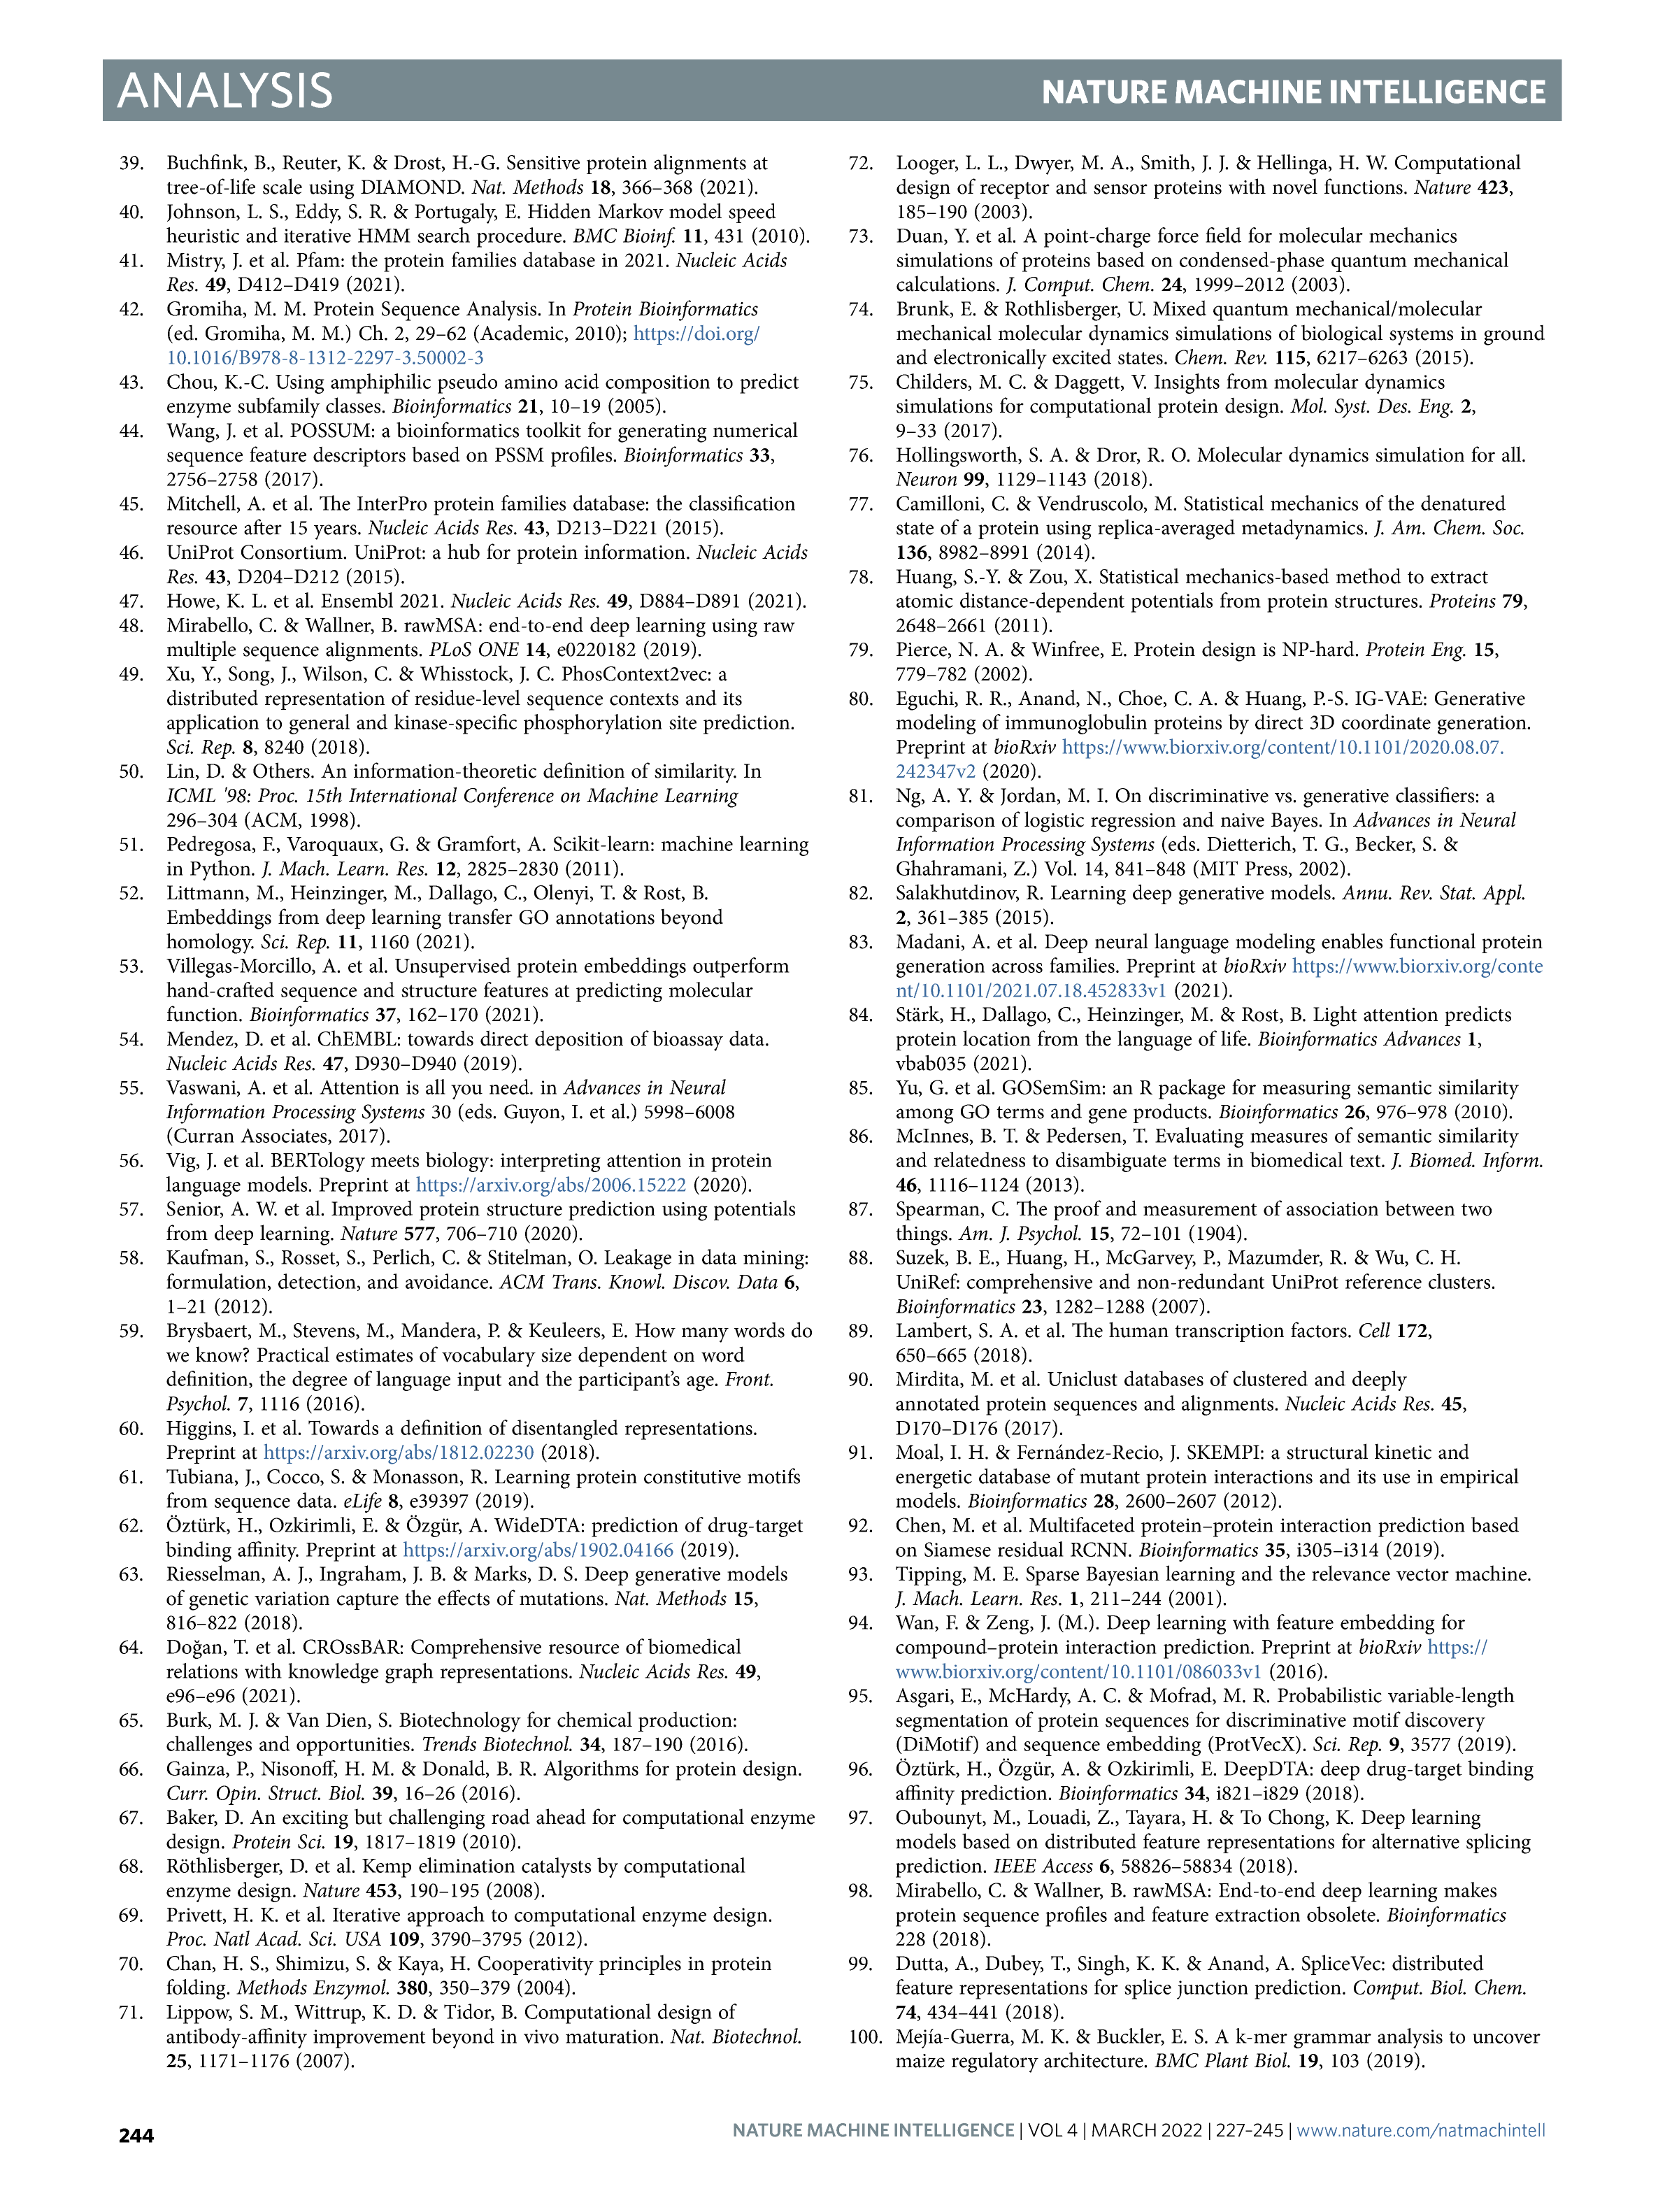 ANALYSIS
NATURE MACHINE INTELLIGENCE
39. Buchfink, B., Reuter, K. & Drost, H.-G. Sensitive protein alignments at
tree-of-life scale using DIAMOND. Nat. Methods 18, 366–368 (2021).
40. Johnson, L. S., Eddy, S. R. & Portugaly, E. Hidden Markov model speed
heuristic and iterative HMM search procedure. BMC Bioinf. 11, 431 (2010).
41. Mistry, J. et al. Pfam: the protein families database in 2021. Nucleic Acids
Res. 49, D412–D419 (2021).
42. Gromiha, M. M. Protein Sequence Analysis. In Protein Bioinformatics
(ed. Gromiha, M. M.) Ch. 2, 29–62 (Academic, 2010); https://doi.org/
10.1016/B978-8-1312-2297-3.50002-3
43. Chou, K.-C. Using amphiphilic pseudo amino acid composition to predict
enzyme subfamily classes. Bioinformatics 21, 10–19 (2005).
44. Wang, J. et al. POSSUM: a bioinformatics toolkit for generating numerical
sequence feature descriptors based on PSSM profiles. Bioinformatics 33,
2756–2758 (2017).
45. Mitchell, A. et al. The InterPro protein families database: the classification
resource after 15 years. Nucleic Acids Res. 43, D213–D221 (2015).
46. UniProt Consortium. UniProt: a hub for protein information. Nucleic Acids
Res. 43, D204–D212 (2015).
47. Howe, K. L. et al. Ensembl 2021. Nucleic Acids Res. 49, D884–D891 (2021).
48. Mirabello, C. & Wallner, B. rawMSA: end-to-end deep learning using raw
multiple sequence alignments. PLoS ONE 14, e0220182 (2019).
49. Xu, Y., Song, J., Wilson, C. & Whisstock, J. C. PhosContext2vec: a
distributed representation of residue-level sequence contexts and its
application to general and kinase-specific phosphorylation site prediction.
Sci. Rep. 8, 8240 (2018).
50. Lin, D. & Others. An information-theoretic definition of similarity. In
ICML '98: Proc. 15th International Conference on Machine Learning
296–304 (ACM, 1998).
51. Pedregosa, F., Varoquaux, G. & Gramfort, A. Scikit-learn: machine learning
in Python. J. Mach. Learn. Res. 12, 2825–2830 (2011).
52. Littmann, M., Heinzinger, M., Dallago, C., Olenyi, T. & Rost, B.
Embeddings from deep learning transfer GO annotations beyond
homology. Sci. Rep. 11, 1160 (2021).
53. Villegas-Morcillo, A. et al. Unsupervised protein embeddings outperform
hand-crafted sequence and structure features at predicting molecular
function. Bioinformatics 37, 162–170 (2021).
54. Mendez, D. et al. ChEMBL: towards direct deposition of bioassay data.
Nucleic Acids Res. 47, D930–D940 (2019).
55. Vaswani, A. et al. Attention is all you need. in Advances in Neural
Information Processing Systems 30 (eds. Guyon, I. et al.) 5998–6008
(Curran Associates, 2017).
56. Vig, J. et al. BERTology meets biology: interpreting attention in protein
language models. Preprint at https://arxiv.org/abs/2006.15222 (2020).
57. Senior, A. W. et al. Improved protein structure prediction using potentials
from deep learning. Nature 577, 706–710 (2020).
58. Kaufman, S., Rosset, S., Perlich, C. & Stitelman, O. Leakage in data mining:
formulation, detection, and avoidance. ACM Trans. Knowl. Discov. Data 6,
1–21 (2012).
59. Brysbaert, M., Stevens, M., Mandera, P. & Keuleers, E. How many words do
we know? Practical estimates of vocabulary size dependent on word
definition, the degree of language input and the participant's age. Front.
Psychol. 7, 1116 (2016).
60. Higgins, I. et al. Towards a definition of disentangled representations.
Preprint at https://arxiv.org/abs/1812.02230 (2018).
61. Tubiana, J., Cocco, S. & Monasson, R. Learning protein constitutive motifs
from sequence data. eLife 8, e39397 (2019).
62. Öztürk, H., Ozkirimli, E. & Özgür, A. WideDTA: prediction of drug-target
binding affinity. Preprint at https://arxiv.org/abs/1902.04166 (2019).
63. Riesselman, A. J., Ingraham, J. B. & Marks, D. S. Deep generative models
of genetic variation capture the effects of mutations. Nat. Methods 15,
816–822 (2018).
64. Doğan, T. et al. CROssBAR: Comprehensive resource of biomedical
relations with knowledge graph representations. Nucleic Acids Res. 49,
e96–e96 (2021).
65. Burk, M. J. & Van Dien, S. Biotechnology for chemical production:
challenges and opportunities. Trends Biotechnol. 34, 187–190 (2016).
66. Gainza, P., Nisonoff, H. M. & Donald, B. R. Algorithms for protein design.
Curr. Opin. Struct. Biol. 39, 16–26 (2016).
67. Baker, D. An exciting but challenging road ahead for computational enzyme
design. Protein Sci. 19, 1817–1819 (2010).
68. Röthlisberger, D. et al. Kemp elimination catalysts by computational
enzyme design. Nature 453, 190–195 (2008).
69. Privett, H. K. et al. Iterative approach to computational enzyme design.
Proc. Natl Acad. Sci. USA 109, 3790–3795 (2012).
70. Chan, H. S., Shimizu, S. & Kaya, H. Cooperativity principles in protein
folding. Methods Enzymol. 380, 350–379 (2004).
71. Lippow, S. M., Wittrup, K. D. & Tidor, B. Computational design of
antibody-affinity improvement beyond in vivo maturation. Nat. Biotechnol.
25, 1171–1176 (2007).
72. Looger, L. L., Dwyer, M. A., Smith, J. J. & Hellinga, H. W. Computational
design of receptor and sensor proteins with novel functions. Nature 423,
185–190 (2003).
73. Duan, Y. et al. A point-charge force field for molecular mechanics
simulations of proteins based on condensed-phase quantum mechanical
calculations. J. Comput. Chem. 24, 1999–2012 (2003).
74. Brunk, E. & Rothlisberger, U. Mixed quantum mechanical/molecular
mechanical molecular dynamics simulations of biological systems in ground
and electronically excited states. Chem. Rev. 115, 6217–6263 (2015).
75. Childers, M. C. & Daggett, V. Insights from molecular dynamics
simulations for computational protein design. Mol. Syst. Des. Eng. 2,
9–33 (2017).
76. Hollingsworth, S. A. & Dror, R. O. Molecular dynamics simulation for all.
Neuron 99, 1129–1143 (2018).
77. Camilloni, C. & Vendruscolo, M. Statistical mechanics of the denatured
state of a protein using replica-averaged metadynamics. J. Am. Chem. Soc.
136, 8982–8991 (2014).
78. Huang, S.-Y. & Zou, X. Statistical mechanics-based method to extract
atomic distance-dependent potentials from protein structures. Proteins 79,
2648–2661 (2011).
79. Pierce, N. A. & Winfree, E. Protein design is NP-hard. Protein Eng. 15,
779–782 (2002).
80. Eguchi, R. R., Anand, N., Choe, C. A. & Huang, P.-S. IG-VAE: Generative
modeling of immunoglobulin proteins by direct 3D coordinate generation.
Preprint at bioRxiv https://www.biorxiv.org/content/10.1101/2020.08.07.
242347v2 (2020).
81. Ng, A. Y. & Jordan, M. I. On discriminative vs. generative classifiers: a
comparison of logistic regression and naive Bayes. In Advances in Neural
Information Processing Systems (eds. Dietterich, T. G., Becker, S. &
Ghahramani, Z.) Vol. 14, 841–848 (MIT Press, 2002).
82. Salakhutdinov, R. Learning deep generative models. Annu. Rev. Stat. Appl.
2, 361–385 (2015).
83. Madani, A. et al. Deep neural language modeling enables functional protein
generation across families. Preprint at bioRxiv https://www.biorxiv.org/conte
nt/10.1101/2021.07.18.452833v1 (2021).
84. Stärk, H., Dallago, C., Heinzinger, M. & Rost, B. Light attention predicts
protein location from the language of life. Bioinformatics Advances 1,
vbab035 (2021).
85. Yu, G. et al. GOSemSim: an R package for measuring semantic similarity
among GO terms and gene products. Bioinformatics 26, 976–978 (2010).
86. McInnes, B. T. & Pedersen, T. Evaluating measures of semantic similarity
and relatedness to disambiguate terms in biomedical text. J. Biomed. Inform.
46, 1116–1124 (2013).
87. Spearman, C. The proof and measurement of association between two
things. Am. J. Psychol. 15, 72–101 (1904).
88. Suzek, B. E., Huang, H., McGarvey, P., Mazumder, R. & Wu, C. H.
UniRef: comprehensive and non-redundant UniProt reference clusters.
Bioinformatics 23, 1282–1288 (2007).
89. Lambert, S. A. et al. The human transcription factors. Cell 172,
650–665 (2018).
90. Mirdita, M. et al. Uniclust databases of clustered and deeply
annotated protein sequences and alignments. Nucleic Acids Res. 45,
D170–D176 (2017).
91. Moal, I. H. & Fernández-Recio, J. SKEMPI: a structural kinetic and
energetic database of mutant protein interactions and its use in empirical
models. Bioinformatics 28, 2600–2607 (2012).
92. Chen, M. et al. Multifaceted protein–protein interaction prediction based
on Siamese residual RCNN. Bioinformatics 35, i305–i314 (2019).
93. Tipping, M. E. Sparse Bayesian learning and the relevance vector machine.
J. Mach. Learn. Res. 1, 211–244 (2001).
94. Wan, F. & Zeng, J. (M.). Deep learning with feature embedding for
compound–protein interaction prediction. Preprint at bioRxiv https://
www.biorxiv.org/content/10.1101/086033v1 (2016).
95. Asgari, E., McHardy, A. C. & Mofrad, M. R. Probabilistic variable-length
segmentation of protein sequences for discriminative motif discovery
(DiMotif) and sequence embedding (ProtVecX). Sci. Rep. 9, 3577 (2019).
96. Öztürk, H., Özgür, A. & Ozkirimli, E. DeepDTA: deep drug-target binding
affinity prediction. Bioinformatics 34, i821–i829 (2018).
97. Oubounyt, M., Louadi, Z., Tayara, H. & To Chong, K. Deep learning
models based on distributed feature representations for alternative splicing
prediction. IEEE Access 6, 58826–58834 (2018).
98. Mirabello, C. & Wallner, B. rawMSA: End-to-end deep learning makes
protein sequence profiles and feature extraction obsolete. Bioinformatics
228 (2018).
99. Dutta, A., Dubey, T., Singh, K. K. & Anand, A. SpliceVec: distributed
feature representations for splice junction prediction. Comput. Biol. Chem.
74, 434–441 (2018).
100. Mejía-Guerra, M. K. & Buckler, E. S. A k-mer grammar analysis to uncover
maize regulatory architecture. BMC Plant Biol. 19, 103 (2019).
244
NATURE MACHINE INTELLIGENCE | VOL 4 | MARCH 2022 | 227–245 | www.nature.com/natmachintell